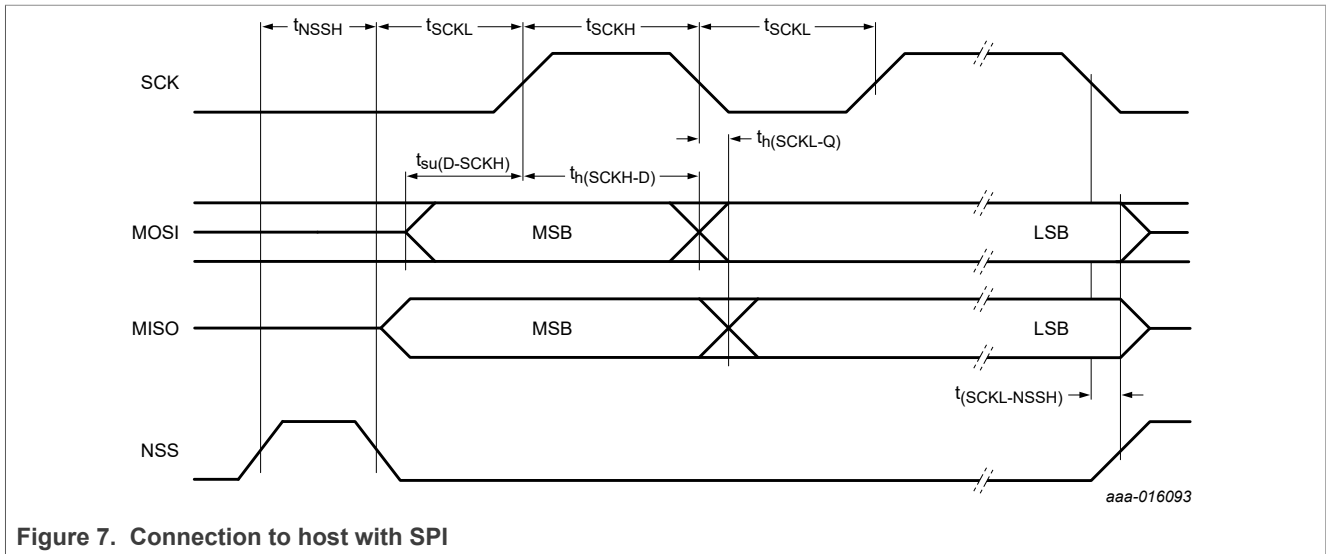 tNSSH tSCKL tSCKH tSCKL
SCK
th(SCKL-Q)
tsu(D-SCKH)
th(SCKH-D)
MOSI MSB LSB
MISO MSB LSB
t(SCKL-NSSH)
NSS
aaa-016093
Figure 7. Connection to host with SPI